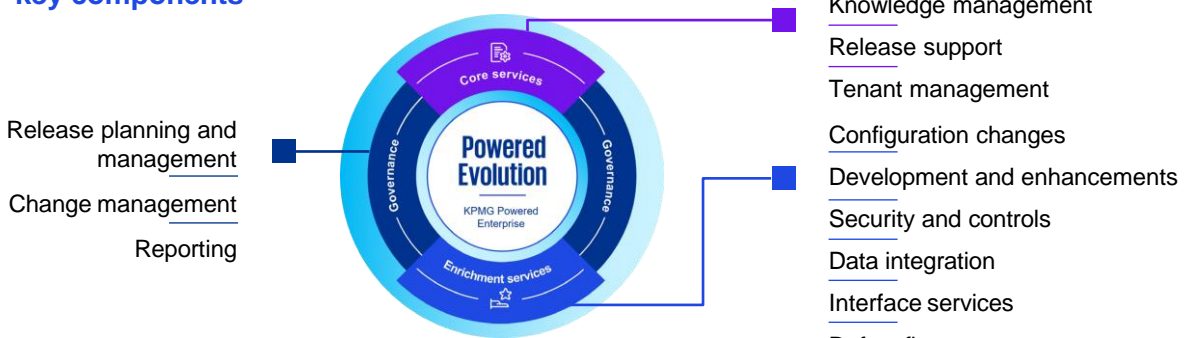 key components
Release planning and
management
Change management
Reporting
Core services
Governance
Powered
Evolution
KPMG Powered
Enterprise
Governance
Enrichment services
Knowledge management
Release support
Tenant management
Configuration changes
Development and enhancements
Security and controls
Data integration
Interface services